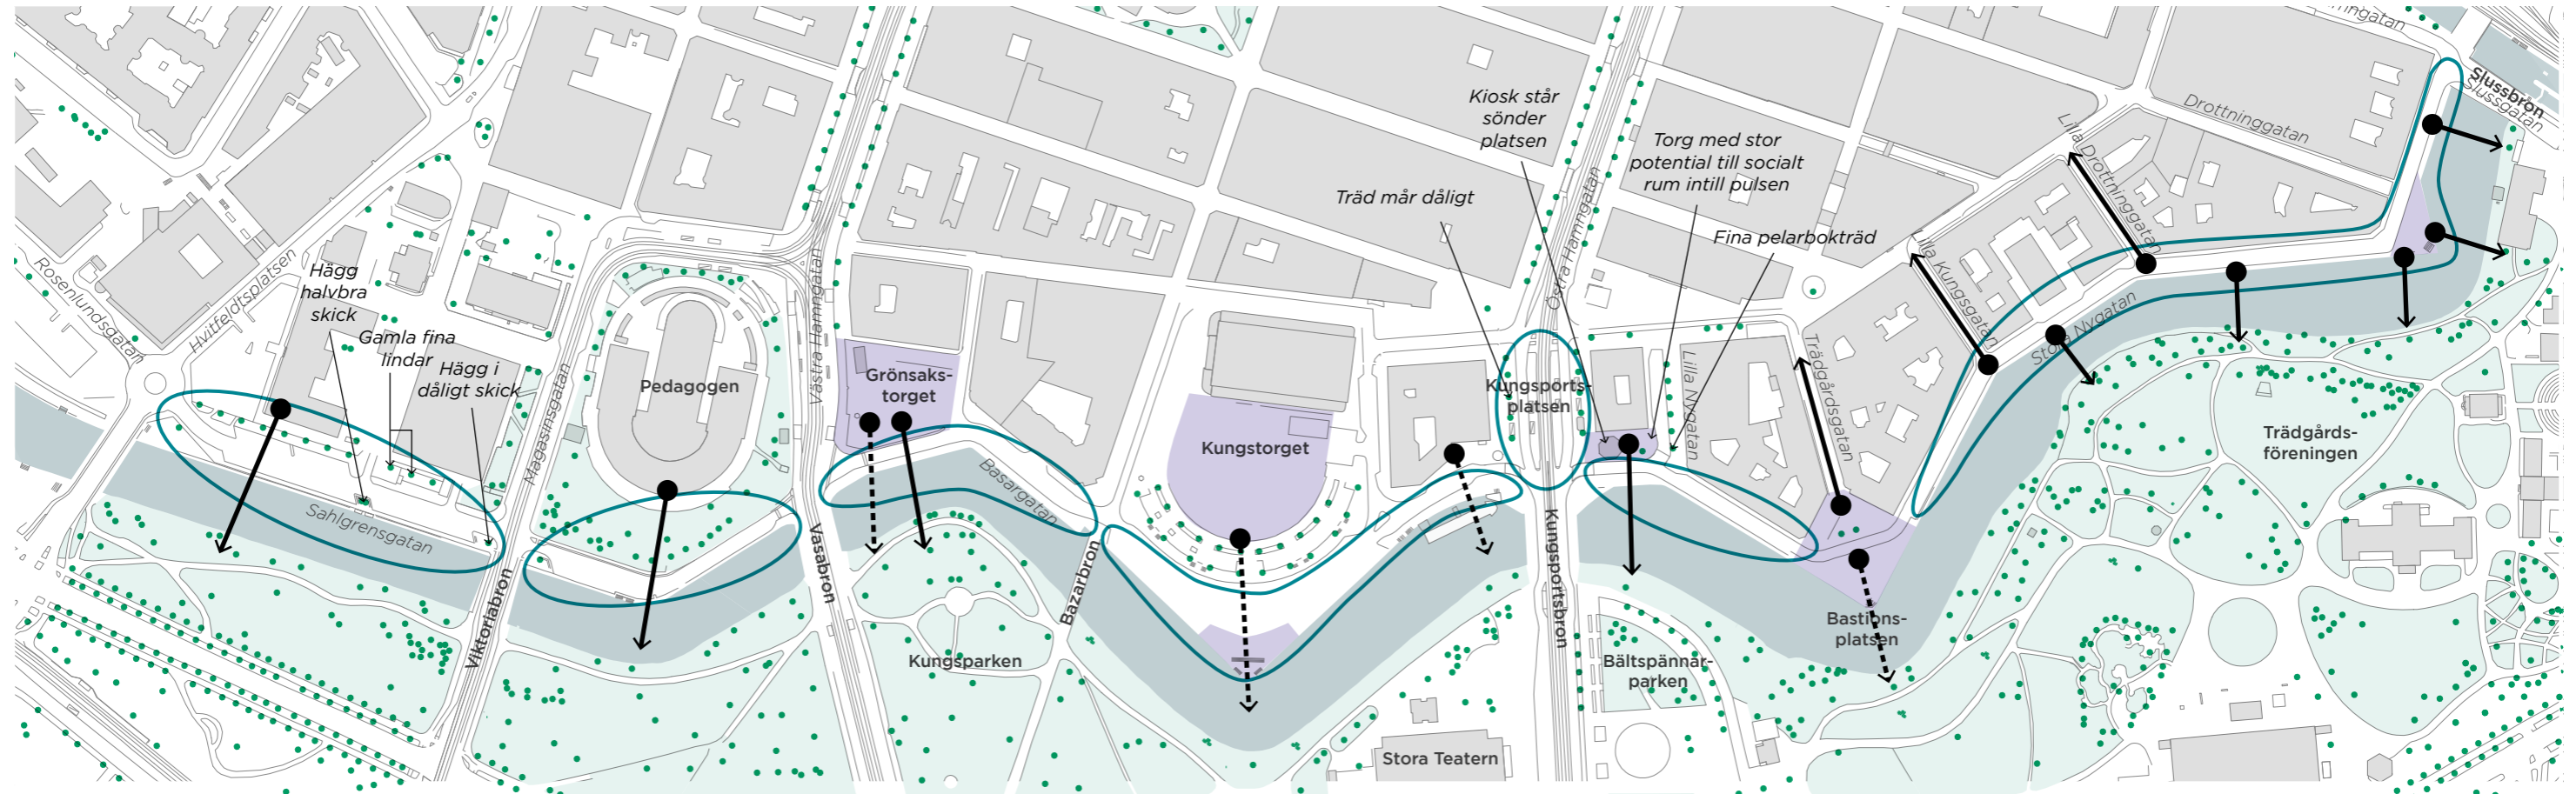 Kiosk står
sönder
platsen
Torg med stor
potential till socialt
rum intill pulsen
Träd mår dåligt
Fina pelarbokträd
Hägg
halvbra
skick
Gamla fina
lindar
Hägg i
dåligt skick
Rosenlundsgatan
Hvitfeldtsplatsen
Sahlgrensgatan
Magasinsgatan
Viktoriabron
Pedagogen
Västra Hamngatan
Vasabron
Grönsaks-
torget
Basargatan
Bazarbron
Kungsparken
Kungstorget
Stora Teatern
Kungsports-
platsen
Östra Hamngatan
Kungsportsbron
Lilla Nygatan
Bältspännar-
parken
Trädgårdsgatan
Bastions-
platsen
Lilla Kungsgatan
Lilla Drottninggatan
Drottninggatan
Stora Nygatan
Slussbron
Slussgatan
Trädgårds-
föreningen